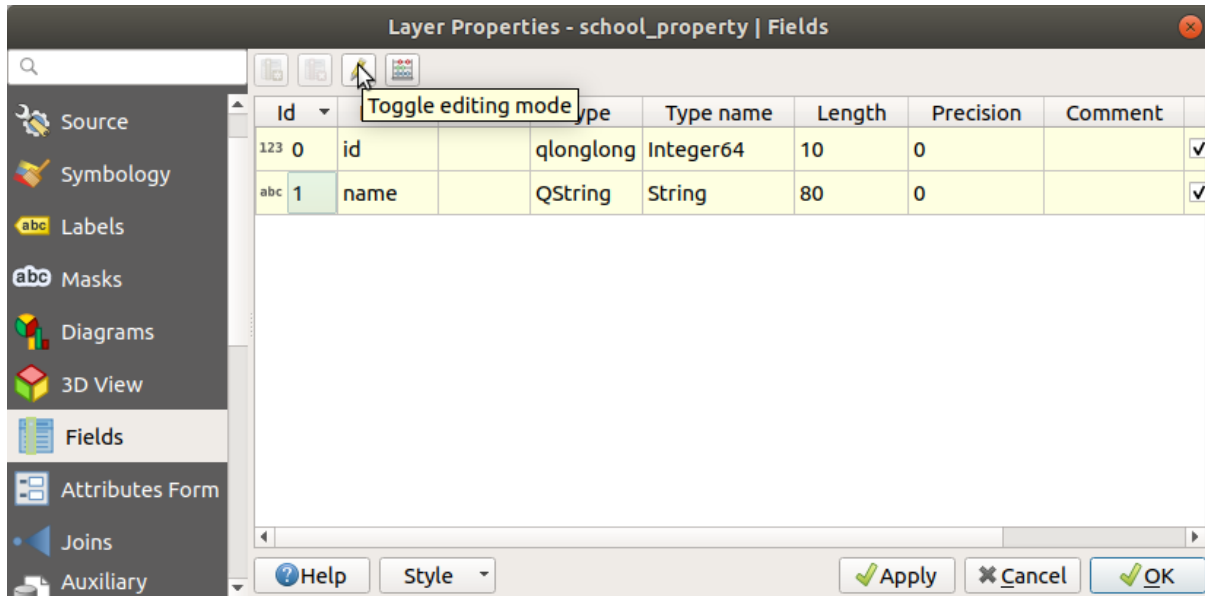 Layer Properties - school_property | Fields
Source
Symbology
Labels
Masks
Diagrams
3D View
Fields
Attributes Form
Joins
Auxiliary
Toggle editing mode
Id Type name Length Precision Comment
123 0 id qlonglong Integer64 10 0
abc 1 name QString String 80 0
Help Style Apply Cancel OK